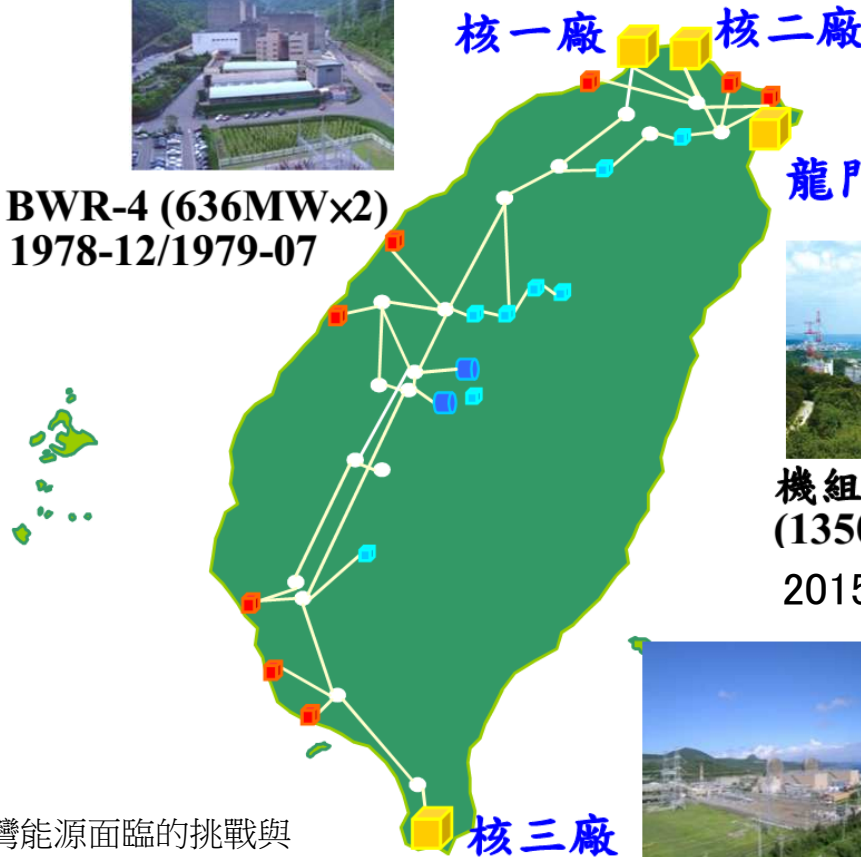 核一廠
核二廠
BWR-4 (636MW×2)
1978-12/1979-07
龍門
機組
(1350
2015
灣能源面臨的挑戰與
核三廠